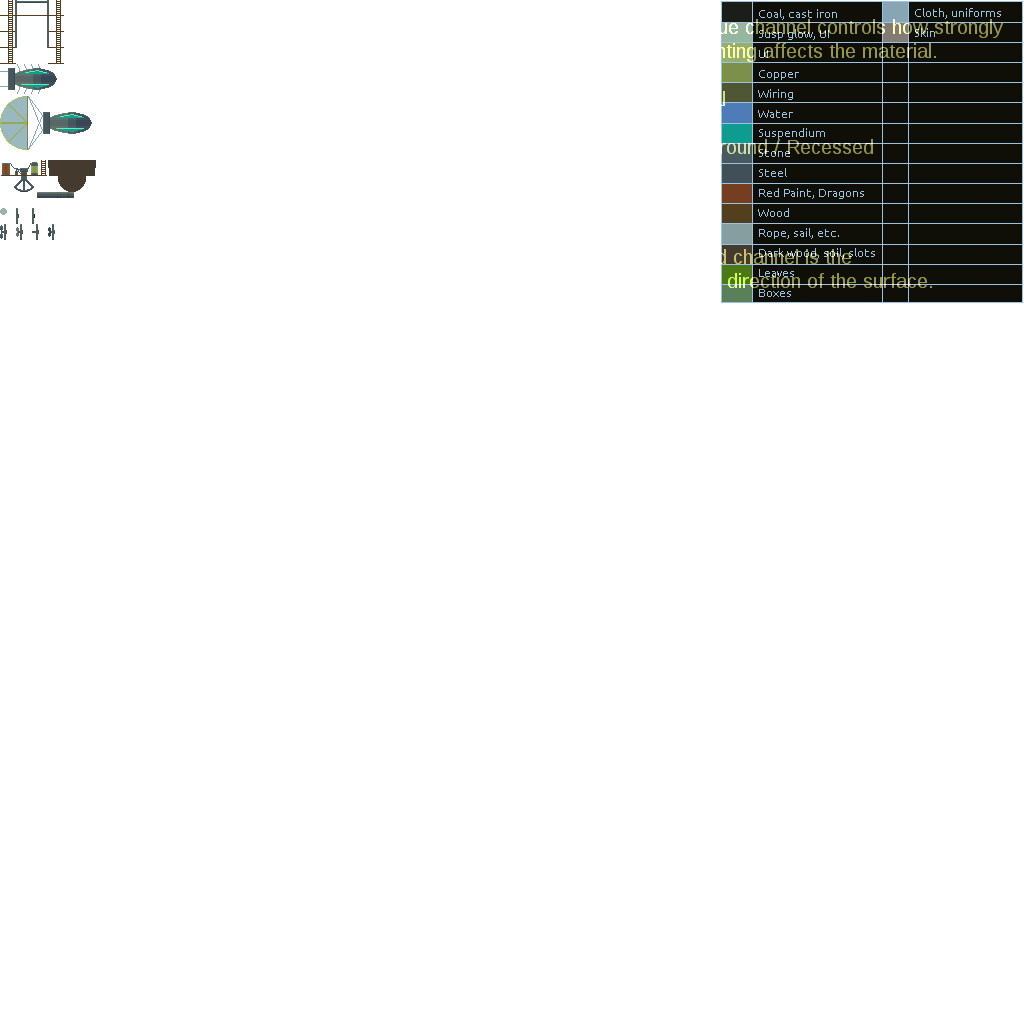 Coal, cast iron
Cloth, uniforms
ue channel controls how strongly
Susp glow, UI
Skin
nting affects the material.
UI
Copper
Wiring
Water
Suspendium
round / Recessed
Stone
Steel
Red Paint, Dragons
Wood
Rope, sail, etc.
Dark wood, soil, slots
d channel is the
Leaves
direction of the surface.
Boxes